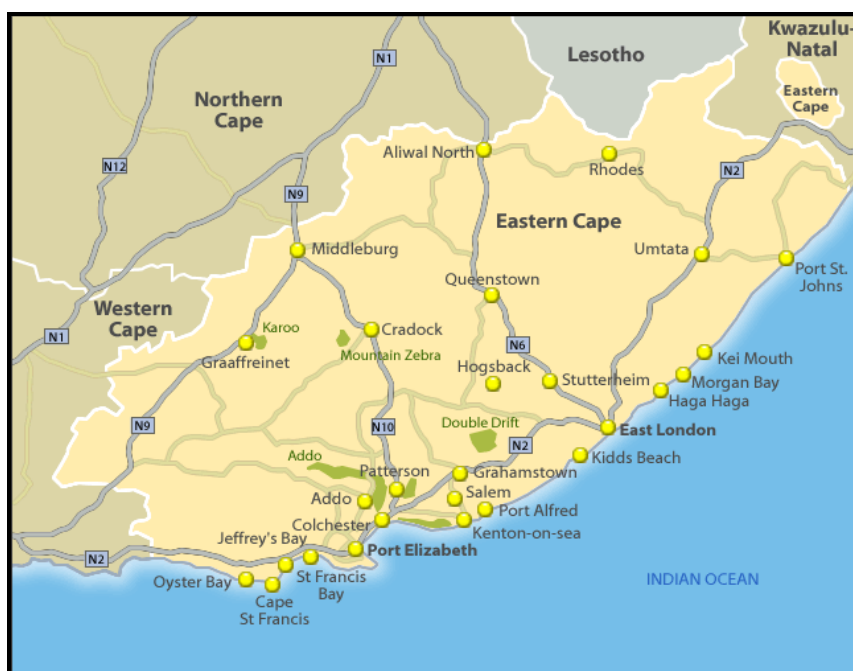 Kwazulu-
Natal
N1
Lesotho
Eastern
Cape
Northern
Cape
Aliwal North
Rhodes
N12
N2
N9
Eastern Cape
Middleburg
Umtata
Port St.
Johns
Queenstown
Western
Cape
Karoo
Cradock
N1
N6
Mountain Zebra
Graaffreinet
Kei Mouth
Hogsback
Stutterheim
Morgan Bay
Haga Haga
Double Drift
N9
N10
N2
East London
Addo
Kidds Beach
Patterson
Grahamstown
Salem
Addo
Port Alfred
Colchester
Kenton-on-sea
Jeffrey's Bay
Port Elizabeth
N2
St Francis
Bay
Oyster Bay
Cape
St Francis
INDIAN OCEAN